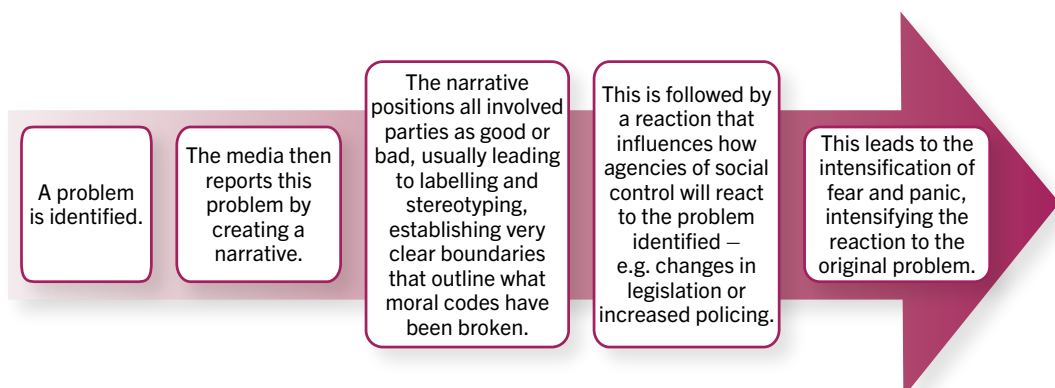 A problem
is identified.
The media then
reports this
problem by
creating a
narrative.
The narrative
positions all involved
parties as good or
bad, usually leading
to labelling and
stereotyping,
establishing very
clear boundaries
that outline what
moral codes have
been broken.
This is followed by
a reaction that
influences how
agencies of social
control will react
to the problem
identified –
e.g. changes in
legislation or
increased policing.
This leads to the
intensification of
fear and panic,
intensifying the
reaction to the
original problem.